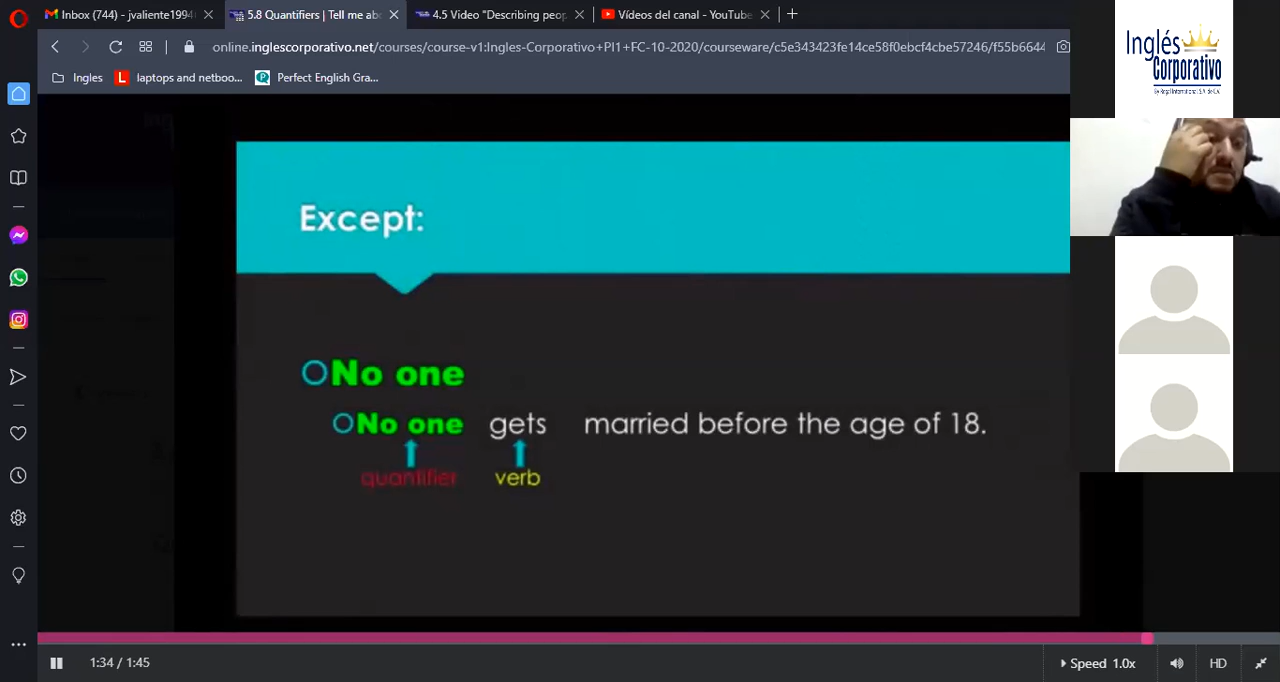 Inbox (744) - jvaliente1994
5.8 Quantifiers | Tell me abo
4.5 Video "Describing peop
Vídeos del canal - YouTube
online.inglescorporativo.net/courses/course-v1:Ingles-Corporativo+PI1+FC-10-2020/courseware/c5e343423fe14ce58f0ebcf4cbe57246/f55b6644
Ingles
L laptops and netboo...
Perfect English Gra...
Inglés
Corporativo
Except:
No one
No one gets married before the age of 18.
quantifier verb
1:34 / 1:45
Speed 1.0x
HD